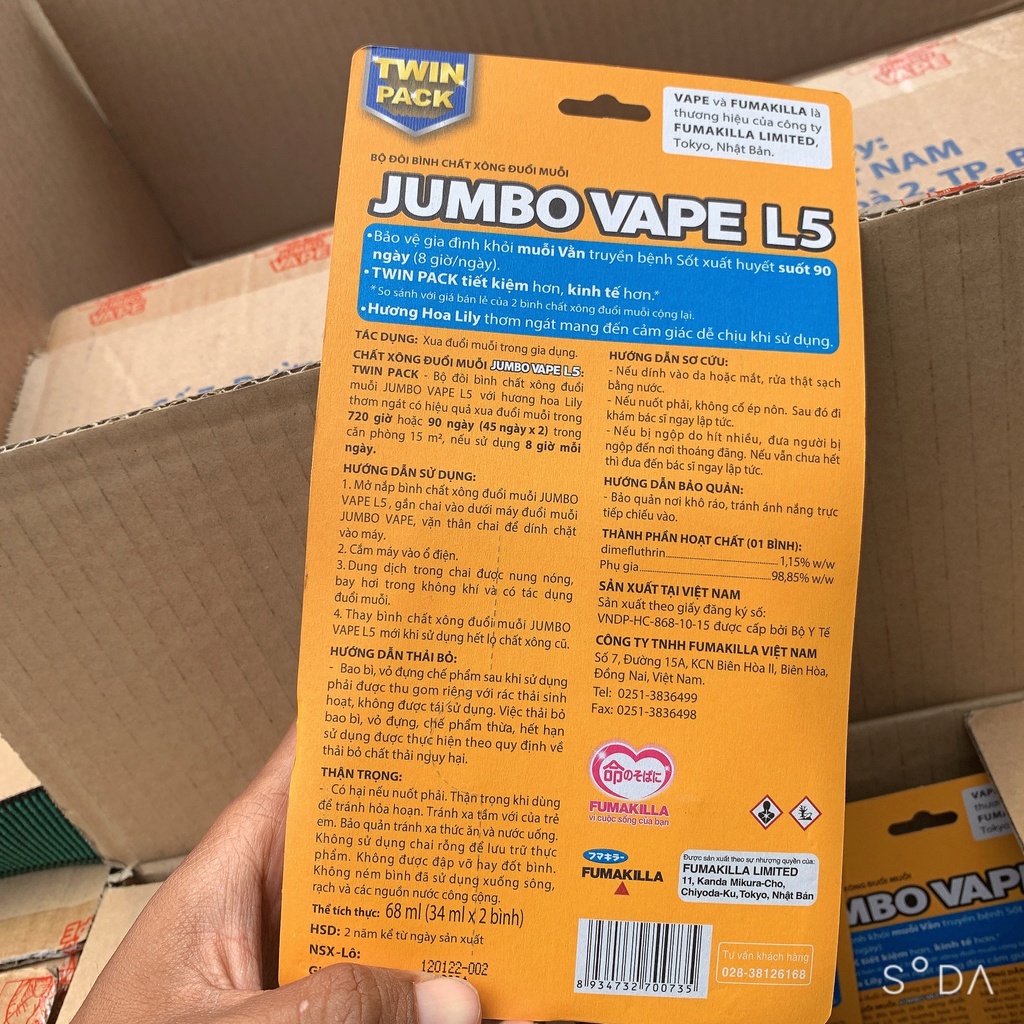 TWIN
PACK
VAPE và FUMAKILLA là
thương hiệu của công ty
FUMAKILLA LIMITED,
Tokyo, Nhật Bản.
BỘ ĐÔI BÌNH CHẤT XÔNG ĐUỔI MUỖI
JUMBO VAPE L5
•Bảo vệ gia đình khỏi muỗi Vằn truyền bệnh Sốt xuất huyết suốt 90
ngày (8 giờ/ngày).
•TWIN PACK tiết kiệm hơn, kinh tế hơn.*
*So sánh với giá bán lẻ của 2 bình chất xông đuổi muỗi cộng lại.
•Hương Hoa Lily thơm ngát mang đến cảm giác dễ chịu khi sử dụng.
TÁC DỤNG: Xua đuổi muỗi trong gia dụng.
CHẤT XÔNG ĐUỔI MUỖI JUMBO VAPE L5:
TWIN PACK - Bộ đôi bình chất xông đuổi
muỗi JUMBO VAPE L5 với hương hoa Lily
thơm ngát có hiệu quả xua đuổi muỗi trong
720 giờ hoặc 90 ngày (45 ngày x 2) trong
căn phòng 15 m², nếu sử dụng 8 giờ mỗi
ngày.
HƯỚNG DẪN SỬ DỤNG:
1. Mở nắp bình chất xông đuổi muỗi JUMBO
VAPE L5, gắn chai vào dưới máy đuổi muỗi
JUMBO VAPE, vặn thân chai để dính chặt
vào máy.
2. Cắm máy vào ổ điện.
3. Dung dịch trong chai được nung nóng,
bay hơi trong không khí và có tác dụng
đuổi muỗi.
4. Thay bình chất xông đuổi muỗi JUMBO
VAPE L5 mới khi sử dụng hết lọ chất xông cũ.
HƯỚNG DẪN THẢI BỎ:
- Bao bì, vỏ đựng chế phẩm sau khi sử dụng
phải được thu gom riêng với rác thải sinh
hoạt, không được tái sử dụng. Việc thải bỏ
bao bì, vỏ đựng, chế phẩm thừa, hết hạn
sử dụng được thực hiện theo quy định về
thải bỏ chất thải nguy hại.
THẬN TRỌNG:
- Có hại nếu nuốt phải. Thận trọng khi dùng
để tránh hỏa hoạn. Tránh xa tầm với của trẻ
em. Bảo quản tránh xa thức ăn và nước uống.
Không sử dụng chai rỗng để lưu trữ thực
phẩm. Không được đập vỡ hay đốt bình.
Không ném bình đã sử dụng xuống sông,
rạch và các nguồn nước công cộng.
Thể tích thực: 68 ml (34 ml x 2 bình)
HSD: 2 năm kể từ ngày sản xuất
NSX-Lô:
120122-002
HƯỚNG DẪN SƠ CỨU:
- Nếu dính vào da hoặc mắt, rửa thật sạch
bằng nước.
- Nếu nuốt phải, không cố ép nôn. Sau đó đi
khám bác sĩ ngay lập tức.
- Nếu bị ngộp do hít nhiều, đưa người bị
ngộp đến nơi thoáng đãng. Nếu vẫn chưa hết
thì đưa đến bác sĩ ngay lập tức.
HƯỚNG DẪN BẢO QUẢN:
- Bảo quản nơi khô ráo, tránh ánh nắng trực
tiếp chiếu vào.
THÀNH PHẦN HOẠT CHẤT (01 BÌNH):
dimefluthrin..........................1,15% w/w
Phụ gia..................................98,85% w/w
SẢN XUẤT TẠI VIỆT NAM
Sản xuất theo giấy đăng ký số:
VNDP-HC-868-10-15 được cấp bởi Bộ Y Tế
CÔNG TY TNHH FUMAKILLA VIỆT NAM
Số 7, Đường 15A, KCN Biên Hòa II, Biên Hòa,
Đồng Nai, Việt Nam.
Tel: 0251-3836499
Fax: 0251-3836498
命のそばに
FUMAKILLA
vì cuộc sống của bạn
フマキラー
FUMAKILLA
Được sản xuất theo sự nhượng quyền của:
FUMAKILLA LIMITED
11, Kanda Mikura-Cho,
Chiyoda-Ku, Tokyo, Nhật Bản
8 934732 700735
Tư vấn khách hàng
028-38126168
VAPE
NAM
2, TP.
MBO VAP
SODA